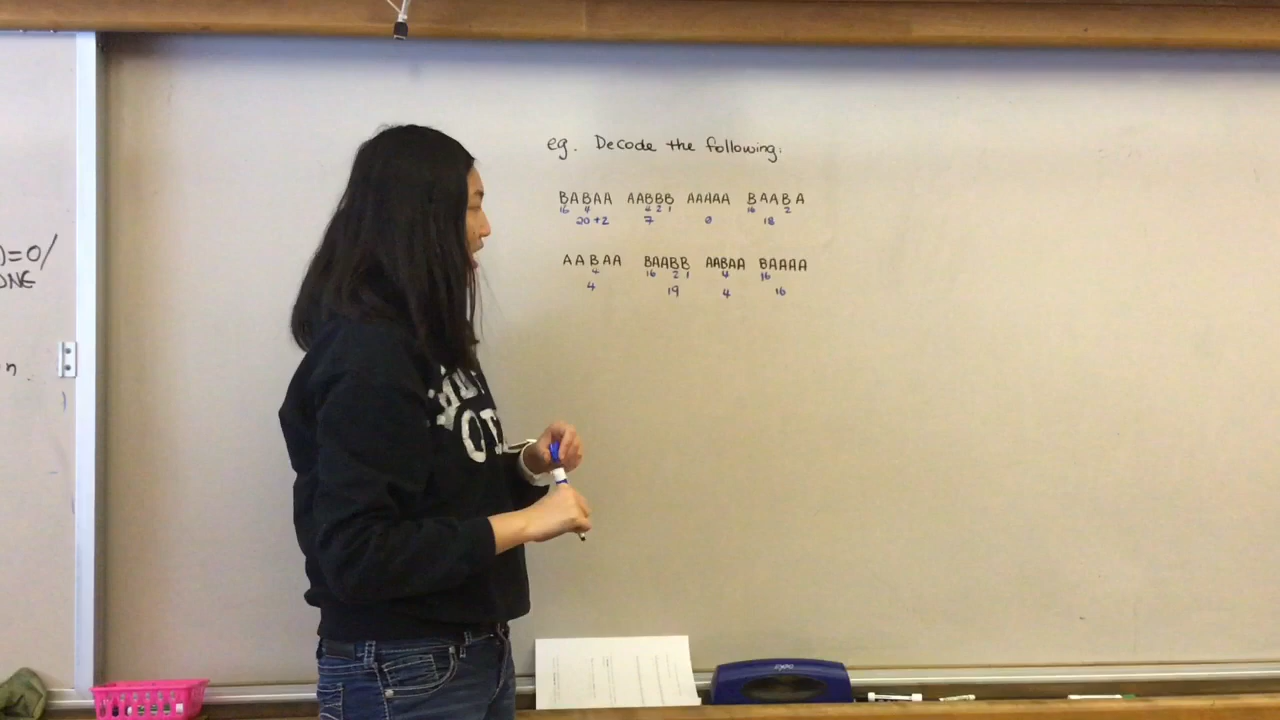 eg. Decode the following:
BABAA AABBB AAAAA BAABA
16 4 4 2 1 16 2
20 +2 7 0 18
AABAA BAABB AABAA BAAAA
4 16 2 1 4 16
4 19 4 16
)=0/
ONE
n